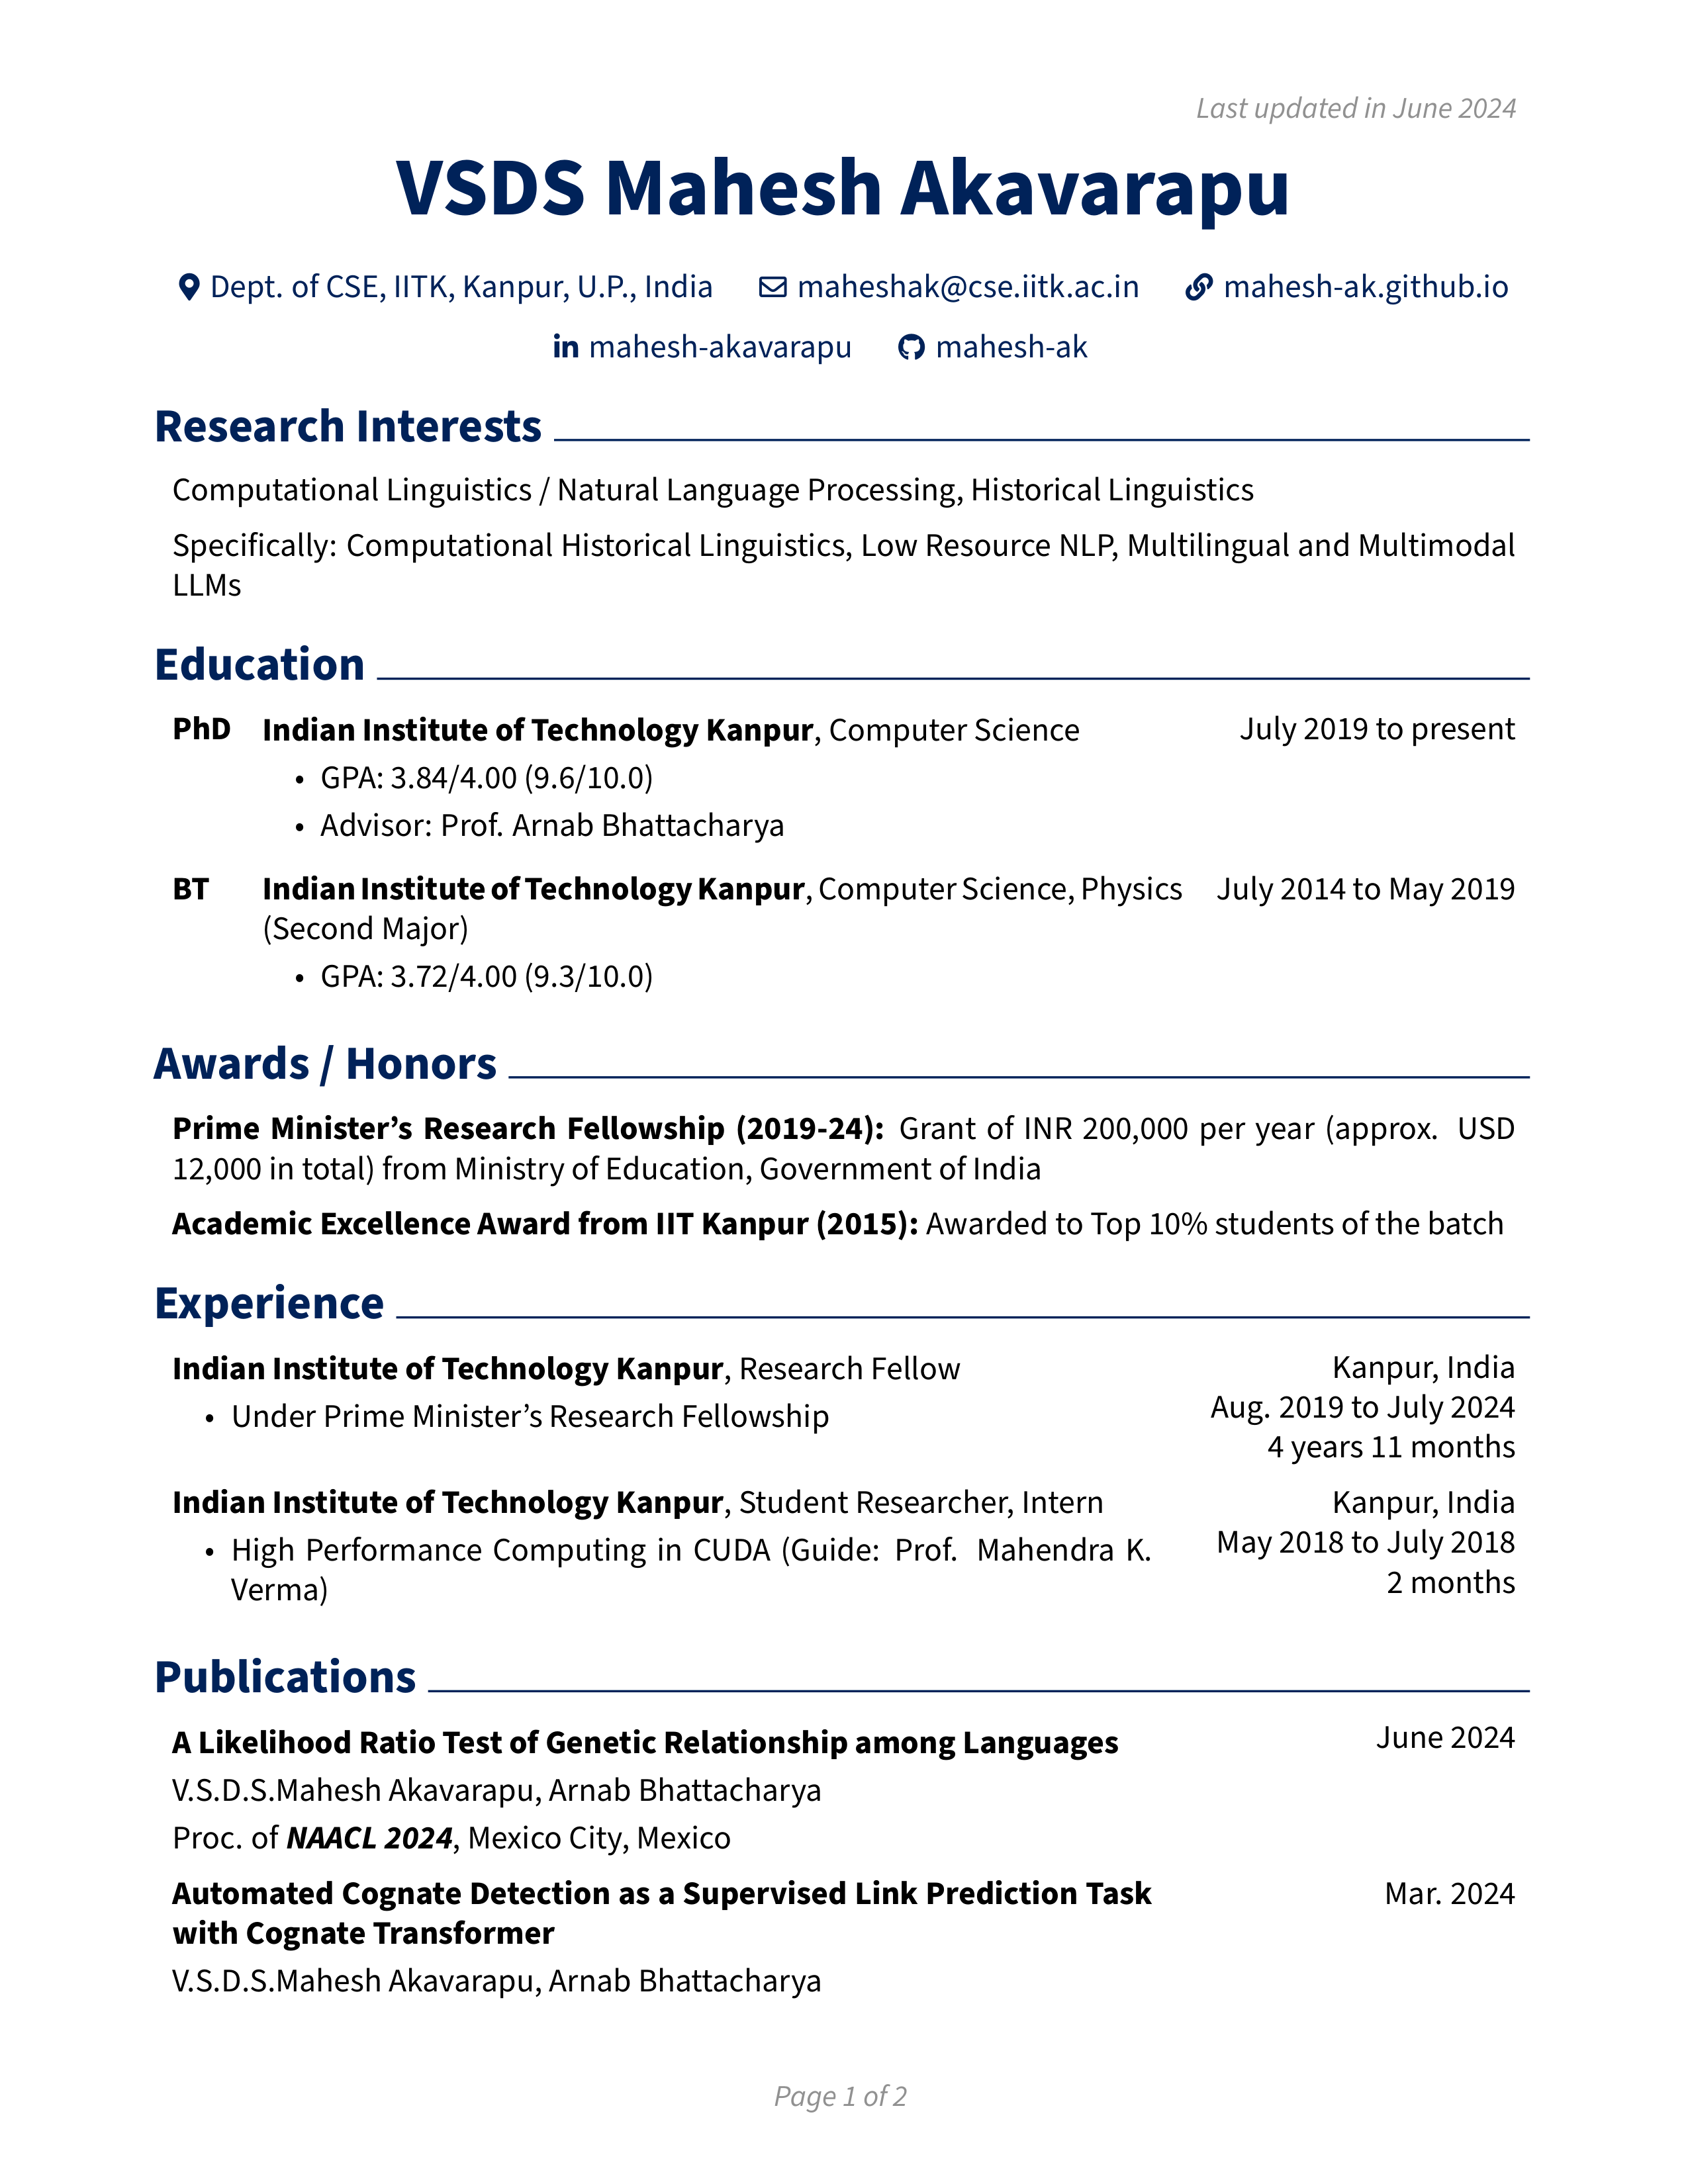 Last updated in June 2024
VSDS Mahesh Akavarapu
Dept. of CSE, IITK, Kanpur, U.P., India maheshak@cse.iitk.ac.in mahesh-ak.github.io
in mahesh-akavarapu mahesh-ak
Research Interests
Computational Linguistics / Natural Language Processing, Historical Linguistics
Specifically: Computational Historical Linguistics, Low Resource NLP, Multilingual and Multimodal
LLMs
Education
PhD Indian Institute of Technology Kanpur, Computer Science July 2019 to present
• GPA: 3.84/4.00 (9.6/10.0)
• Advisor: Prof. Arnab Bhattacharya
BT Indian Institute of Technology Kanpur, Computer Science, Physics July 2014 to May 2019
(Second Major)
• GPA: 3.72/4.00 (9.3/10.0)
Awards / Honors
Prime Minister’s Research Fellowship (2019-24): Grant of INR 200,000 per year (approx. USD
12,000 in total) from Ministry of Education, Government of India
Academic Excellence Award from IIT Kanpur (2015): Awarded to Top 10% students of the batch
Experience
Indian Institute of Technology Kanpur, Research Fellow Kanpur, India
• Under Prime Minister’s Research Fellowship Aug. 2019 to July 2024
4 years 11 months
Indian Institute of Technology Kanpur, Student Researcher, Intern Kanpur, India
• High Performance Computing in CUDA (Guide: Prof. Mahendra K. May 2018 to July 2018
Verma) 2 months
Publications
A Likelihood Ratio Test of Genetic Relationship among Languages June 2024
V.S.D.S.Mahesh Akavarapu, Arnab Bhattacharya
Proc. of NAACL 2024, Mexico City, Mexico
Automated Cognate Detection as a Supervised Link Prediction Task Mar. 2024
with Cognate Transformer
V.S.D.S.Mahesh Akavarapu, Arnab Bhattacharya
Page 1 of 2